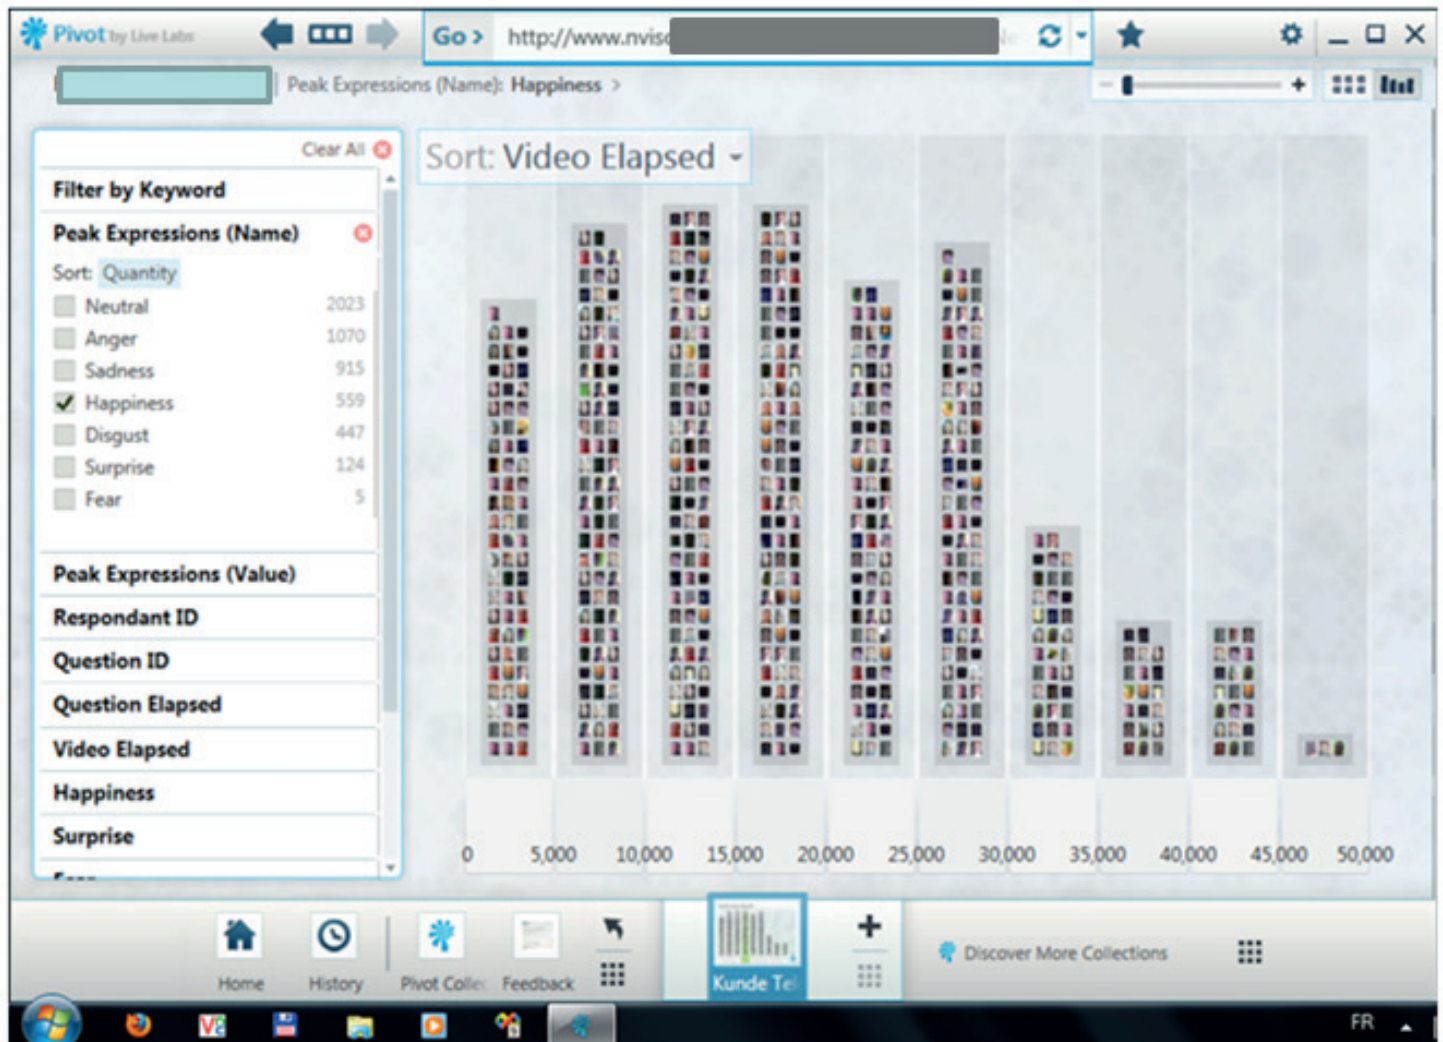 Pivot by Live Labs
Go > http://www.nvis
Peak Expressions (Name): Happiness >
Clear All
Sort: Video Elapsed
Filter by Keyword
Peak Expressions (Name)
Sort: Quantity
Neutral 2023
Anger 1070
Sadness 915
Happiness 559
Disgust 447
Surprise 124
Fear 5
Peak Expressions (Value)
Respondant ID
Question ID
Question Elapsed
Video Elapsed
Happiness
Surprise
0 5,000 10,000 15,000 20,000 25,000 30,000 35,000 40,000 45,000 50,000
Home History Pivot Colle Feedback Kunde Tel Discover More Collections
FR